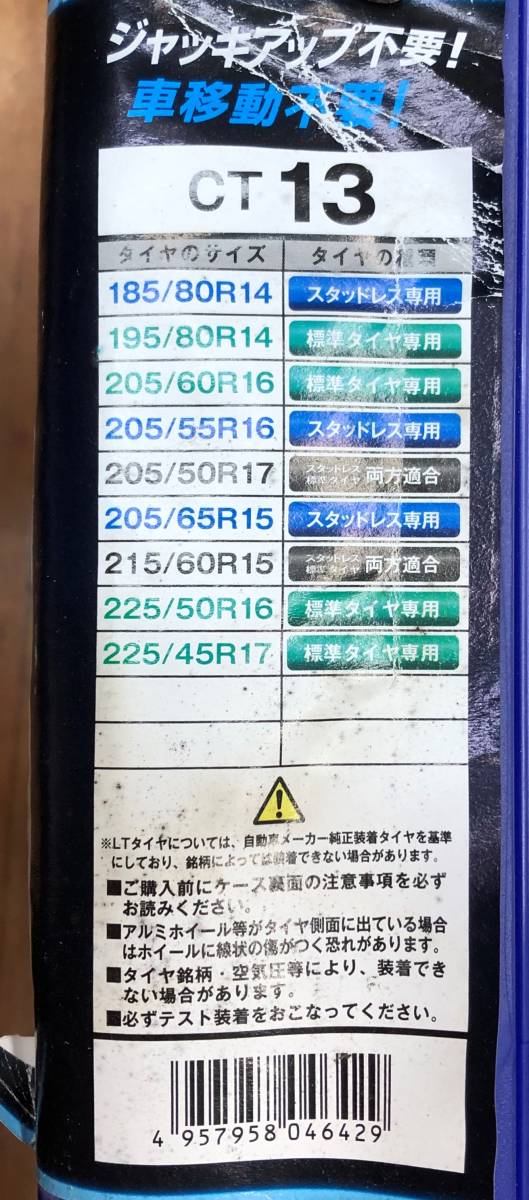 ジャッキアップ不要!
車移動不要!
CT 13
タイヤのサイズ タイヤの種類
185/80R14 スタッドレス専用
195/80R14 標準タイヤ専用
205/60R16 標準タイヤ専用
205/55R16 スタッドレス専用
205/50R17 スタッドレス 標準タイヤ 両方適合
205/65R15 スタッドレス専用
215/60R15 スタッドレス 標準タイヤ 両方適合
225/50R16 標準タイヤ専用
225/45R17 標準タイヤ専用
※LTタイヤについては、自動車メーカー純正装着タイヤを基準
にしており、銘柄によっては装着できない場合があります。
■ご購入前にケース裏面の注意事項を必ず
お読みください。
■アルミホイール等がタイヤ側面に出ている場合
はホイールに線状の傷がつく恐れがあります。
■タイヤ銘柄・空気圧等により、装着でき
ない場合があります。
■必ずテスト装着をおこなってください。
4 957958 046429